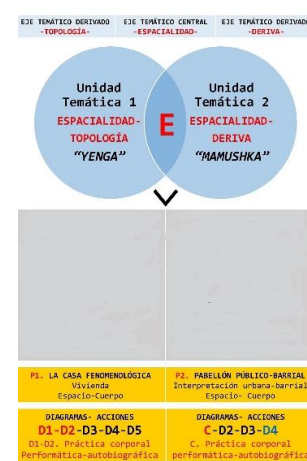 EJE TEMÁTICO DERIVADO
-TOPOLOGÍA-
EJE TEMÁTICO CENTRAL
-ESPACIALIDAD-
EJE TEMÁTICO DERIVADO
-DERIVA-
Unidad
Temática 1
ESPACIALIDAD-
TOPOLOGÍA
"YENGA"
E
Unidad
Temática 2
ESPACIALIDAD-
DERIVA
"MAMUSHKA"
P1. LA CASA FENOMENOLÓGICA
Vivienda
Espacio-Cuerpo
P2. PABELLÓN PÚBLICO-BARRIAL
Interpretación urbana-barrial
Espacio- Cuerpo
DIAGRAMAS- ACCIONES
D1-D2-D3-D4-D5
D1-D2. Práctica corporal
Performática-autobiográfica
DIAGRAMAS- ACCIONES
C-D2-D3-D4
C. Práctica corporal
performática-autobiográfica